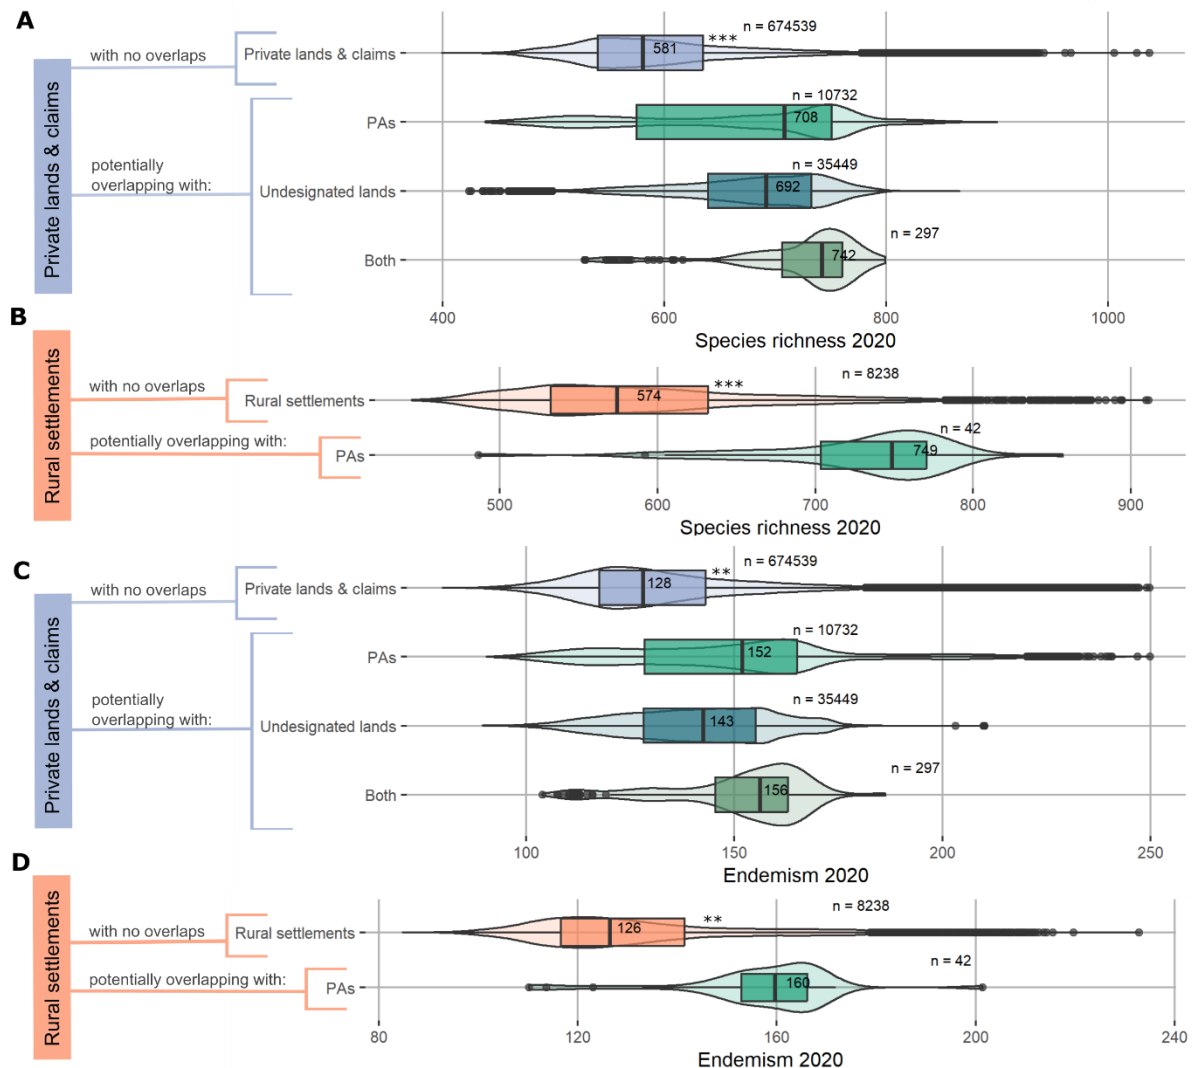 A
Private lands & claims
with no overlaps
Private lands & claims
n = 674539
581
***
potentially
overlapping with:
PAs
n = 10732
708
Undesignated lands
n = 35449
692
Both
n = 297
742
400
600
800
1000
Species richness 2020
B
Rural settlements
with no overlaps
Rural settlements
n = 8238
574
***
potentially overlapping with:
PAs
n = 42
749
500
600
700
800
900
Species richness 2020
C
Private lands & claims
with no overlaps
Private lands & claims
n = 674539
128
**
potentially
overlapping with:
PAs
n = 10732
152
Undesignated lands
n = 35449
143
Both
n = 297
156
100
150
200
250
Endemism 2020
D
Rural settlements
with no overlaps
Rural settlements
n = 8238
126
**
potentially overlapping with:
PAs
n = 42
160
80
120
160
200
240
Endemism 2020